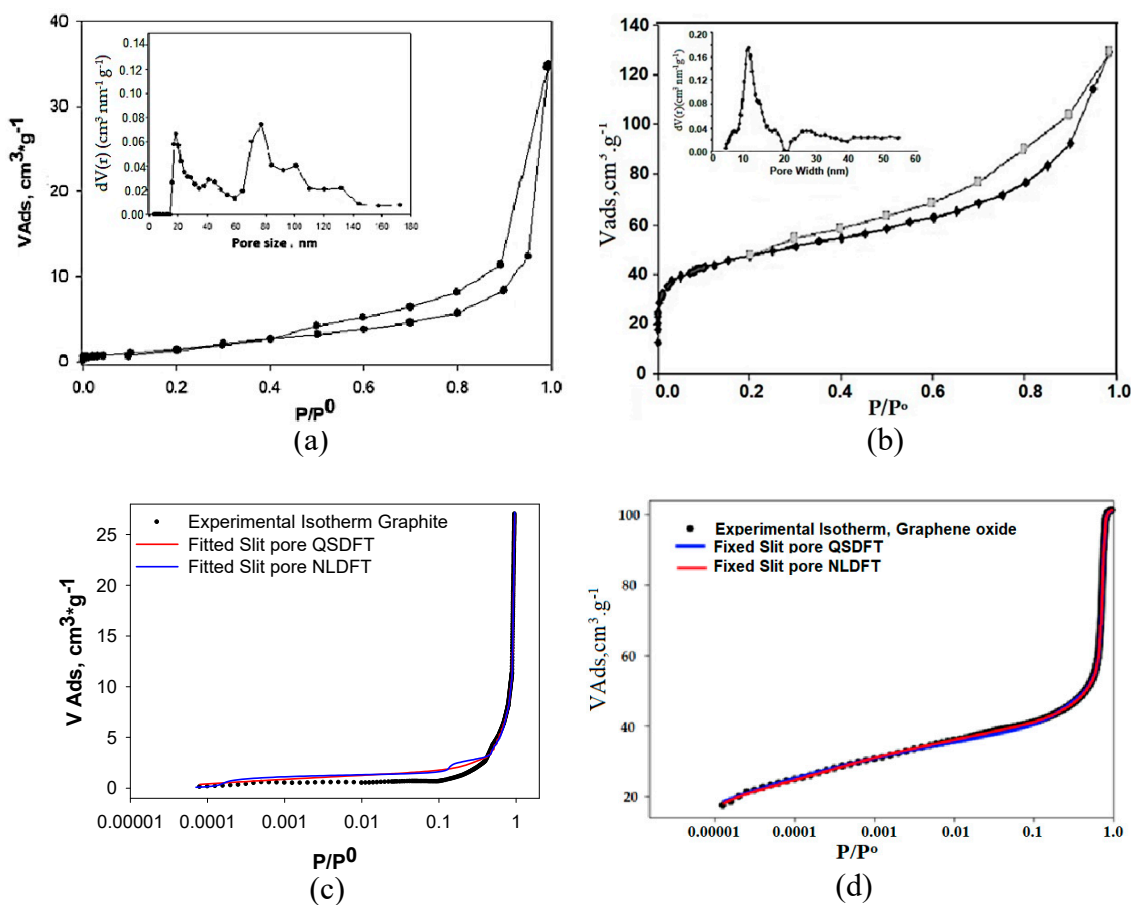 VAds, cm³*g⁻¹
40
30
20
10
0
0.0 0.2 0.4 0.6 0.8 1.0
P/P⁰
dV(r) (cm³ nm⁻¹g⁻¹)
0.14
0.12
0.10
0.08
0.06
0.04
0.02
0.00
0 20 40 60 80 100 120 140 160 180
Pore size , nm
(a)
Vads,cm³.g⁻¹
140
120
100
80
60
40
20
0
0.0 0.2 0.4 0.6 0.8 1.0
P/Pᵒ
dV(r)(cm³ nm⁻¹g⁻¹)
0.20
0.16
0.12
0.08
0.04
0.00
0 10 20 30 40 50 60
Pore Width (nm)
(b)
V Ads, cm³*g⁻¹
25
20
15
10
5
0
Experimental Isotherm Graphite
Fitted Slit pore QSDFT
Fitted Slit pore NLDFT
0.00001 0.0001 0.001 0.01 0.1 1
P/P⁰
(c)
VAds,cm³.g⁻¹
100
80
60
40
20
Experimental Isotherm, Graphene oxide
Fixed Slit pore QSDFT
Fixed Slit pore NLDFT
0.00001 0.0001 0.001 0.01 0.1 1.0
P/Pᵒ
(d)